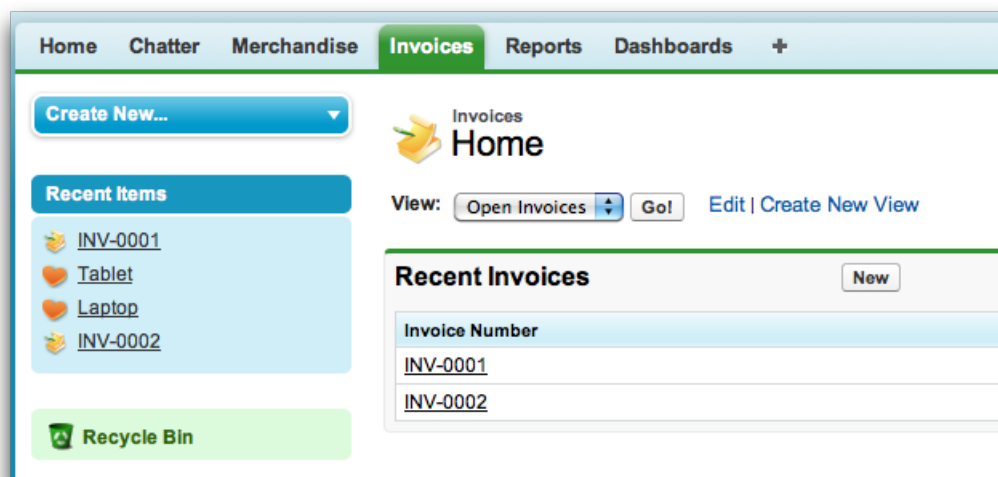 Home Chatter Merchandise Invoices Reports Dashboards +
Create New...
Recent Items
INV-0001
Tablet
Laptop
INV-0002
Recycle Bin
Invoices
Home
View: Open Invoices Go! Edit | Create New View
Recent Invoices New
Invoice Number
INV-0001
INV-0002